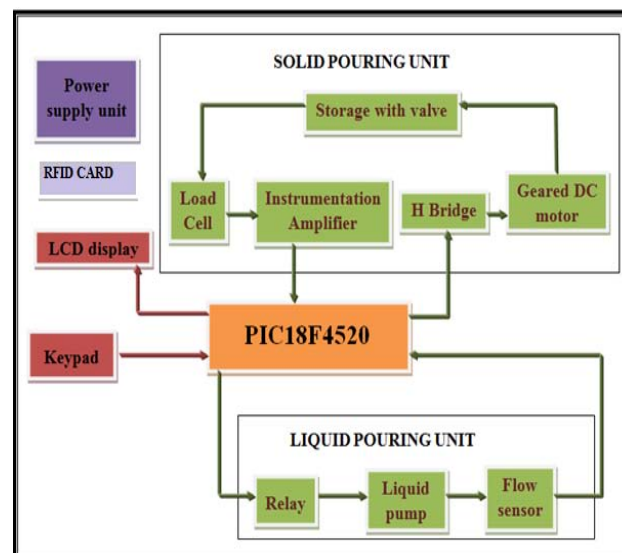 SOLID POURING UNIT
Power
supply unit
Storage with valve
RFID CARD
Load
Cell
Instrumentation
Amplifier
H Bridge
Geared DC
motor
LCD display
PIC18F4520
Keypad
LIQUID POURING UNIT
Relay
Liquid
pump
Flow
sensor